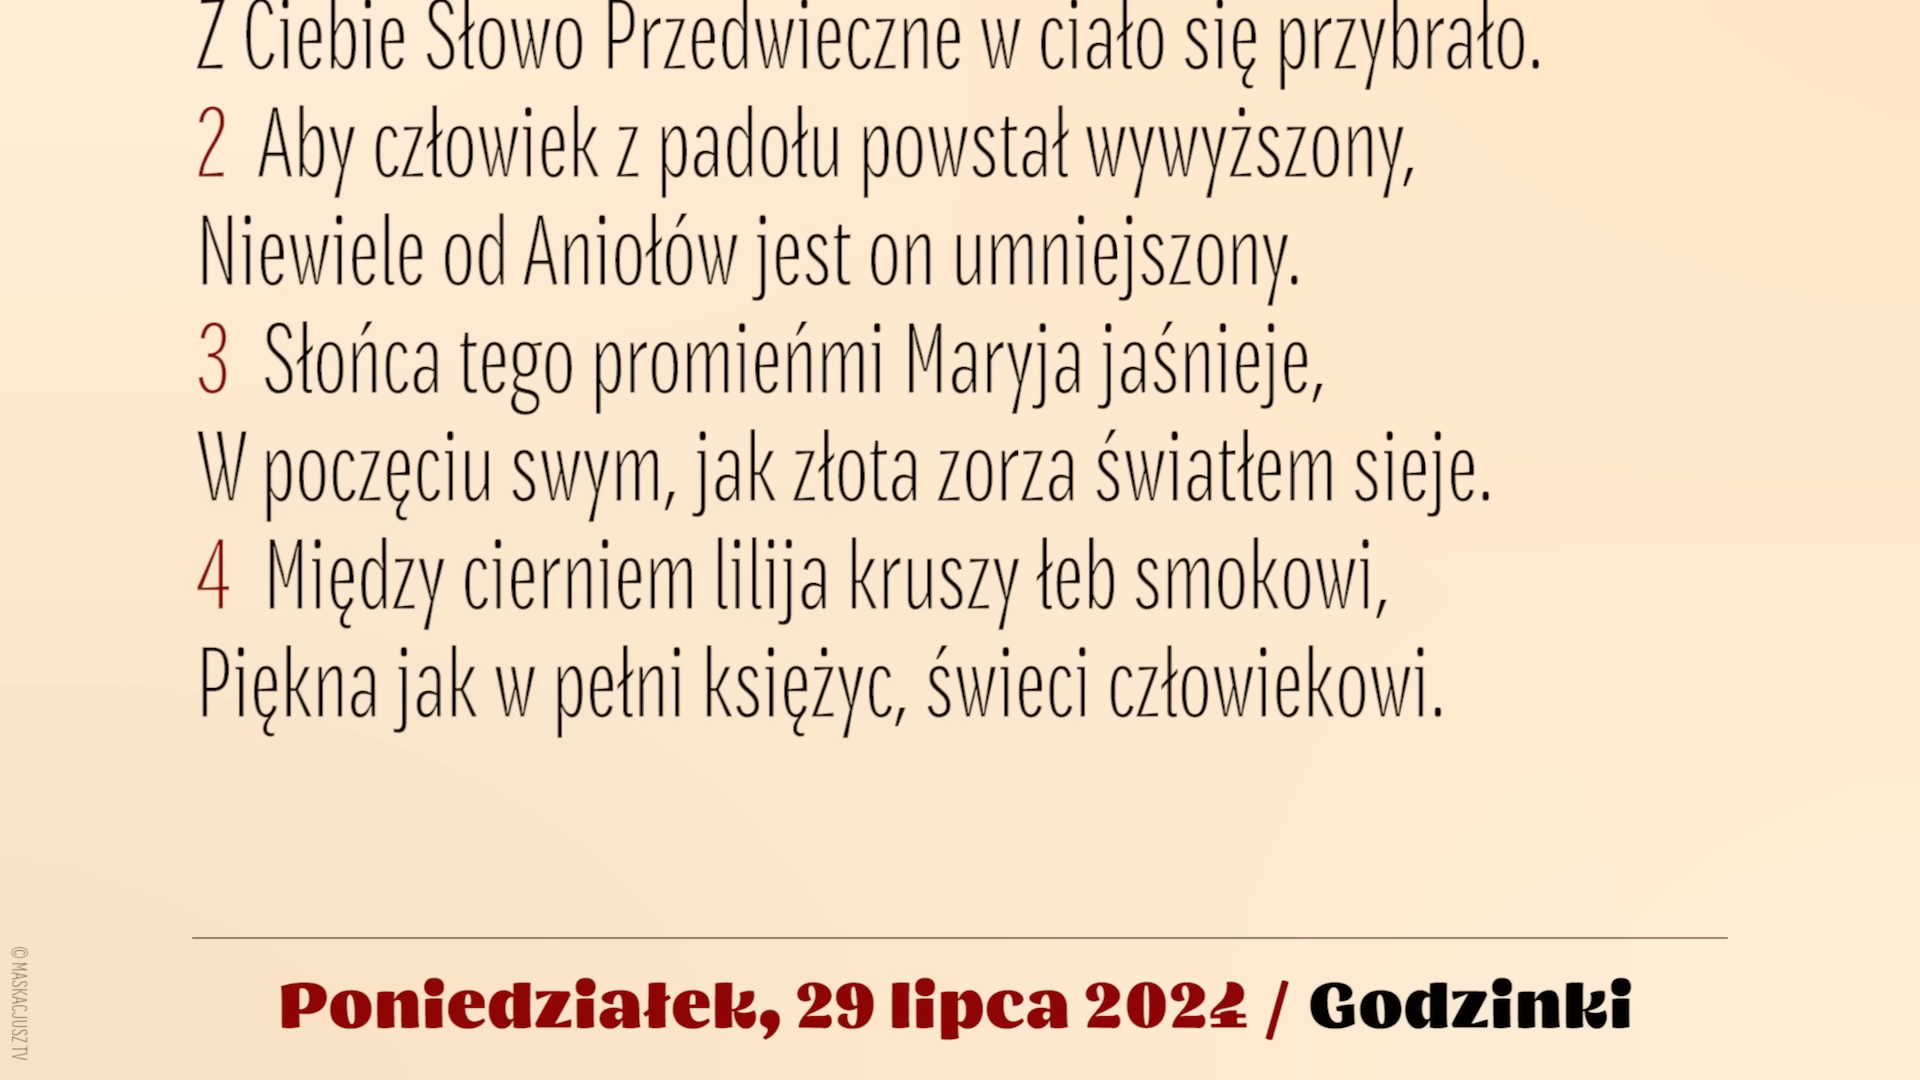 Z Ciebie Słowo Przedwieczne w ciało się przybrało.
2 Aby człowiek z padołu powstał wywyższony,
Niewiele od Aniołów jest on umniejszony.
3 Słońca tego promieńmi Maryja jaśnieje,
W poczęciu swym, jak złota zorza światłem sieje.
4 Między cierniem lilija kruszy łeb smokowi,
Piękna jak w pełni księżyc, świeci człowiekowi.
Poniedziałek, 29 lipca 2024 / Godzinki
© MASKACJUSZ TV